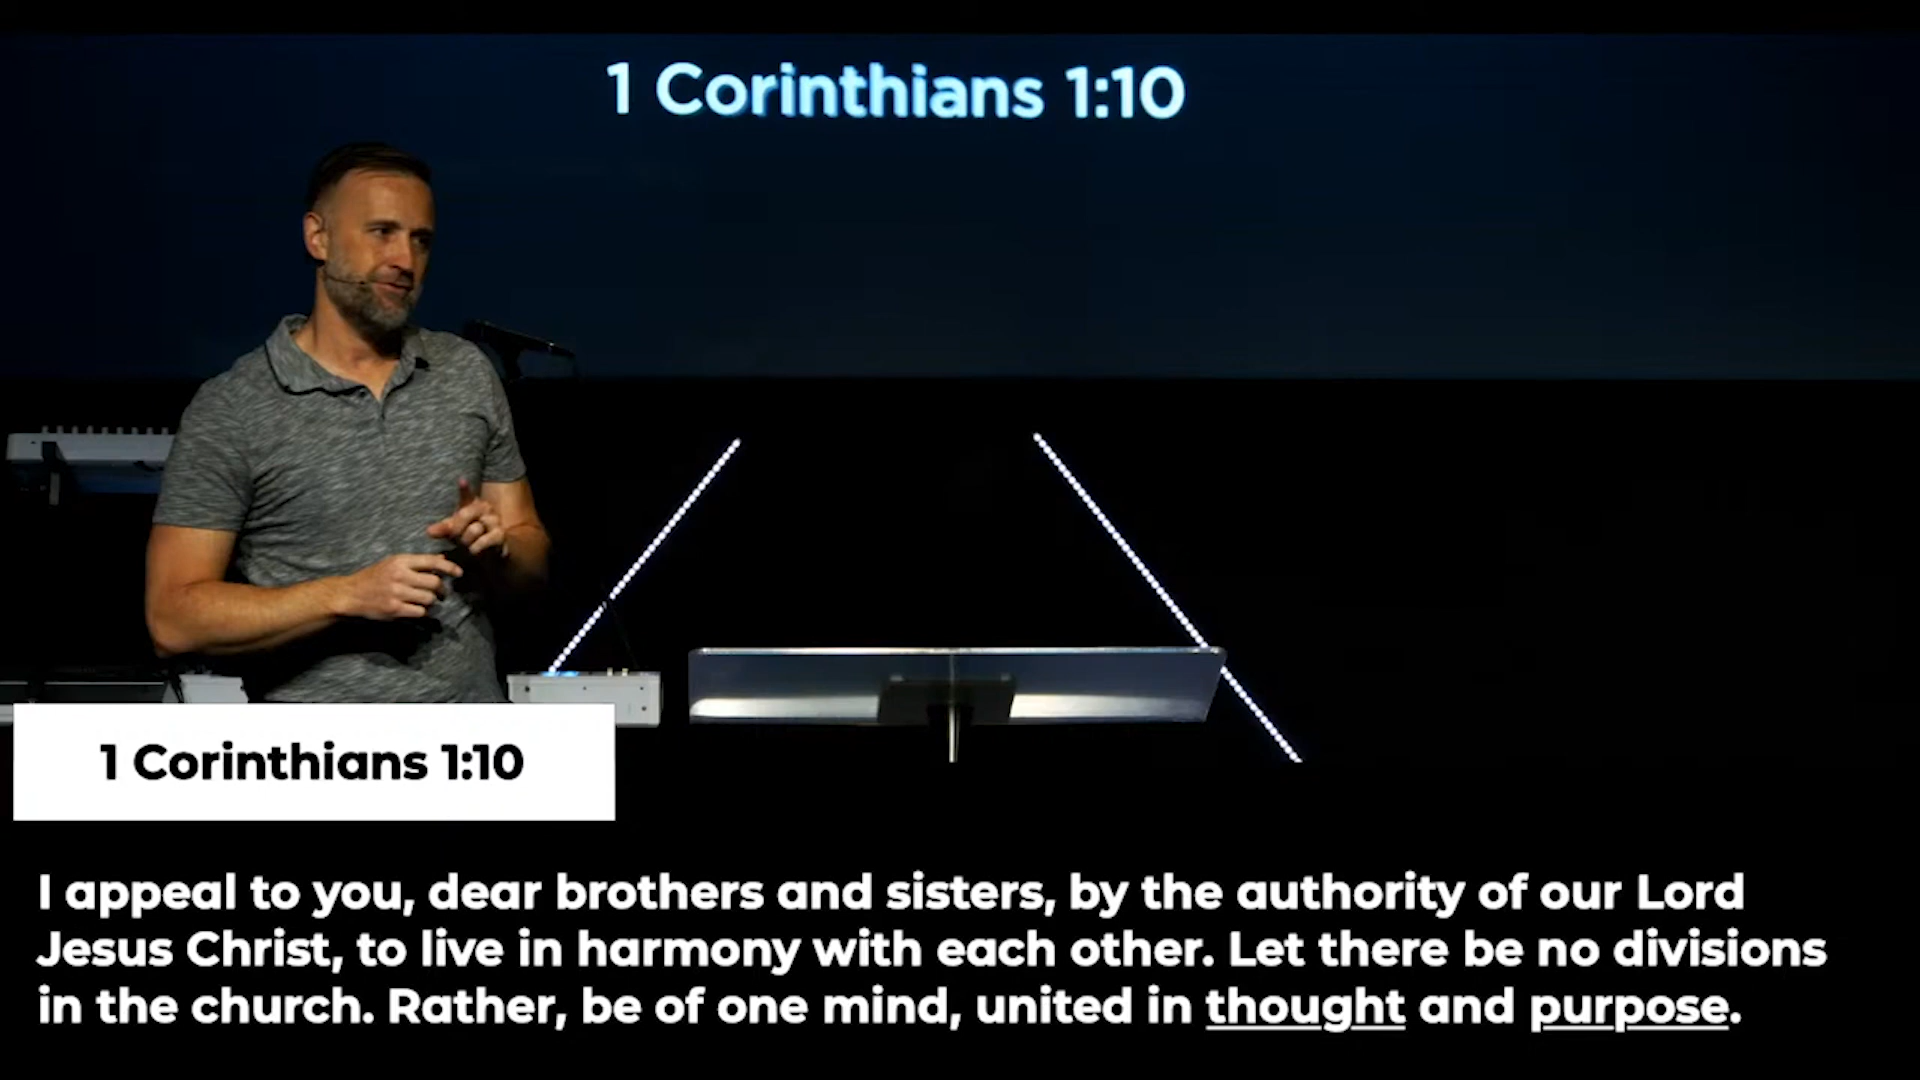 1 Corinthians 1:10
1 Corinthians 1:10
I appeal to you, dear brothers and sisters, by the authority of our Lord
Jesus Christ, to live in harmony with each other. Let there be no divisions
in the church. Rather, be of one mind, united in thought and purpose.